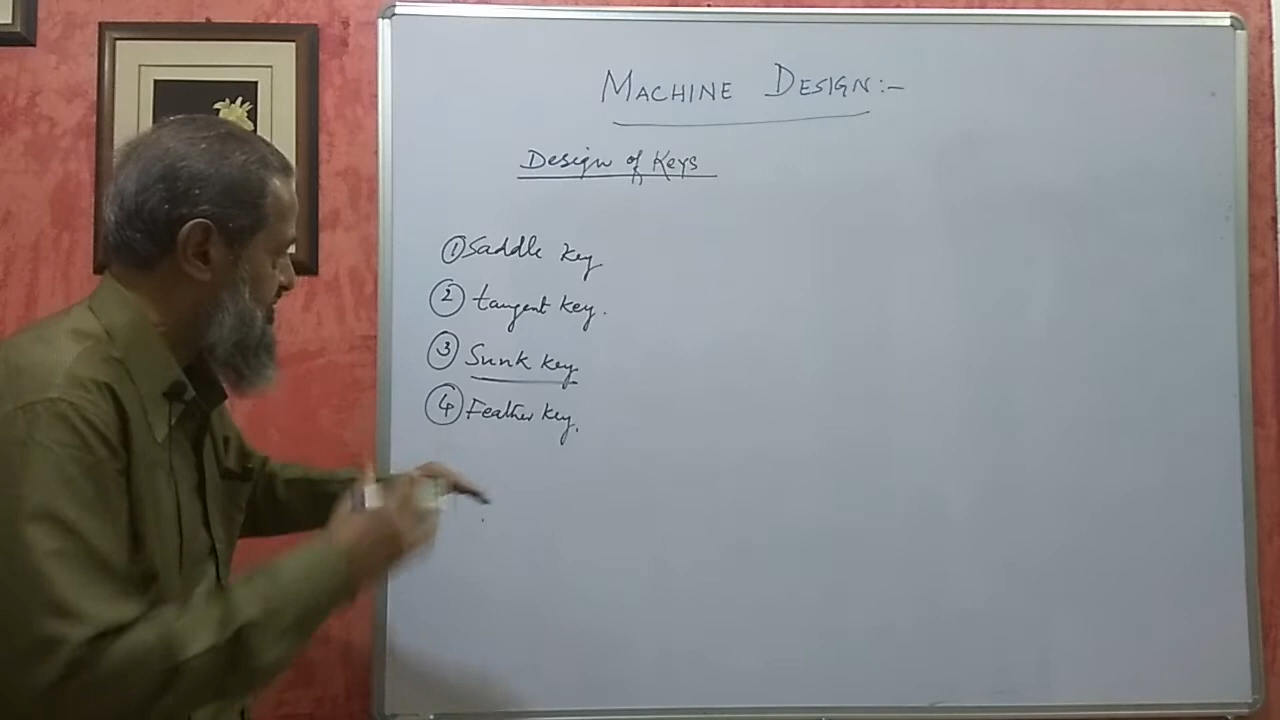 MACHINE DESIGN:-
Design of Keys
① Saddle key
② tangent key.
③ Sunk key
④ Feather key.